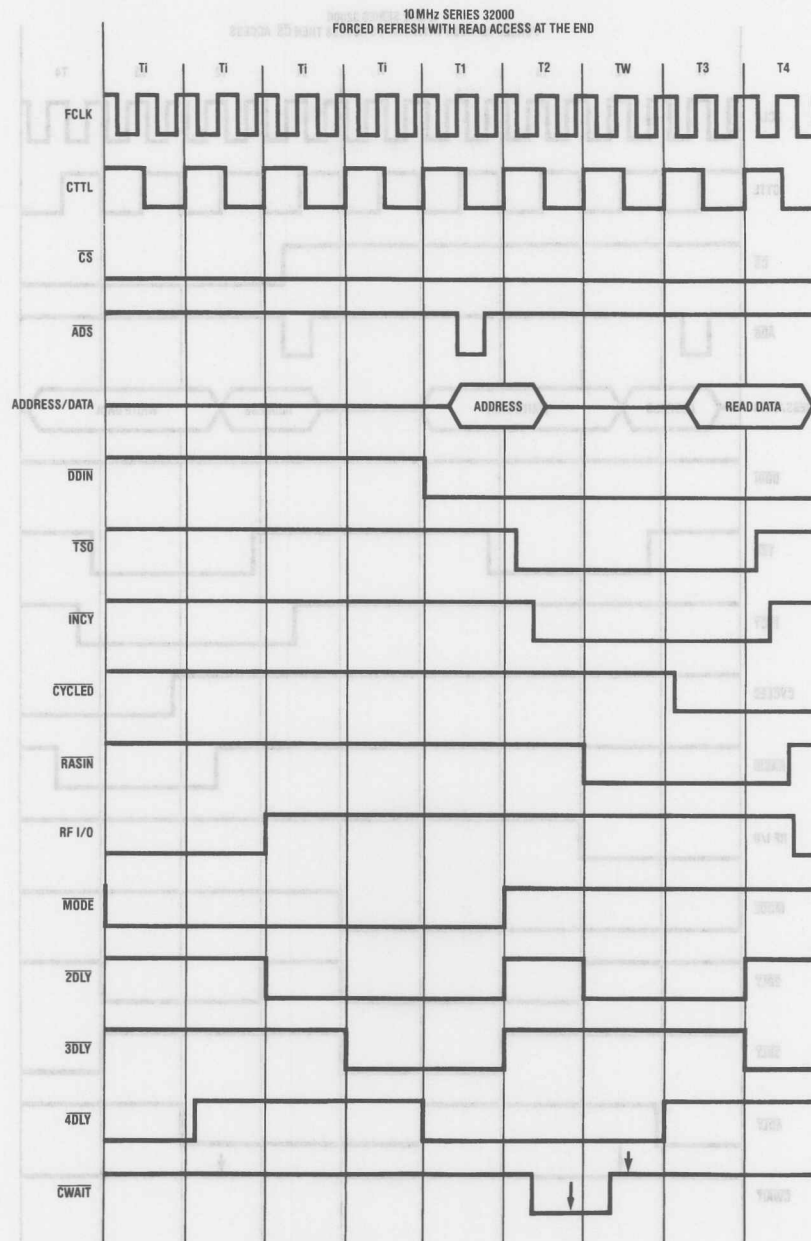 10 MHz SERIES 32000
FORCED REFRESH WITH READ ACCESS AT THE END
Ti Ti Ti Ti T1 T2 TW T3 T4
FCLK
CTTL
CS
ADS
ADDRESS/DATA ADDRESS READ DATA
DDIN
TSO
INCY
CYCLED
RASIN
RF I/O
MODE
2DLY
3DLY
4DLY
CWAIT